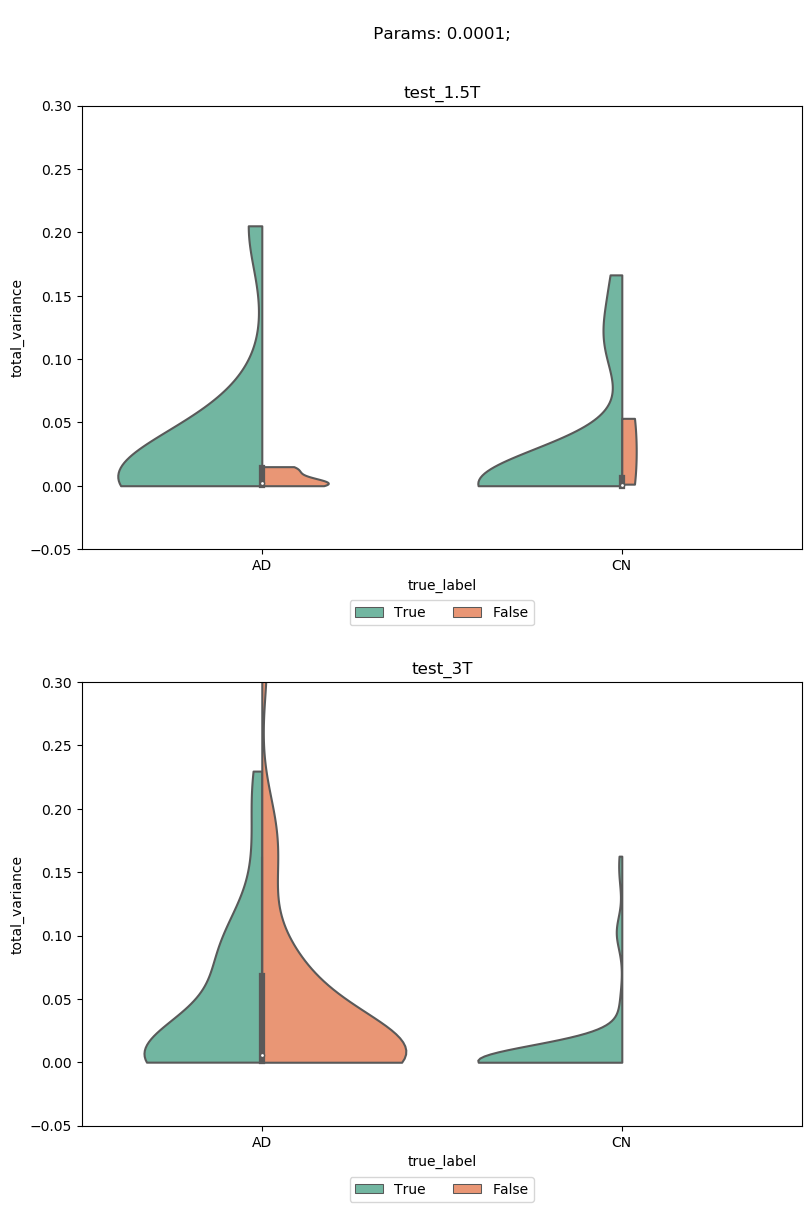 Params: 0.0001;
test_1.5T
0.30
0.25
0.20
0.15
0.10
0.05
0.00
−0.05
total_variance
AD CN
true_label
True False
test_3T
0.30
0.25
0.20
0.15
0.10
0.05
0.00
−0.05
total_variance
AD CN
true_label
True False